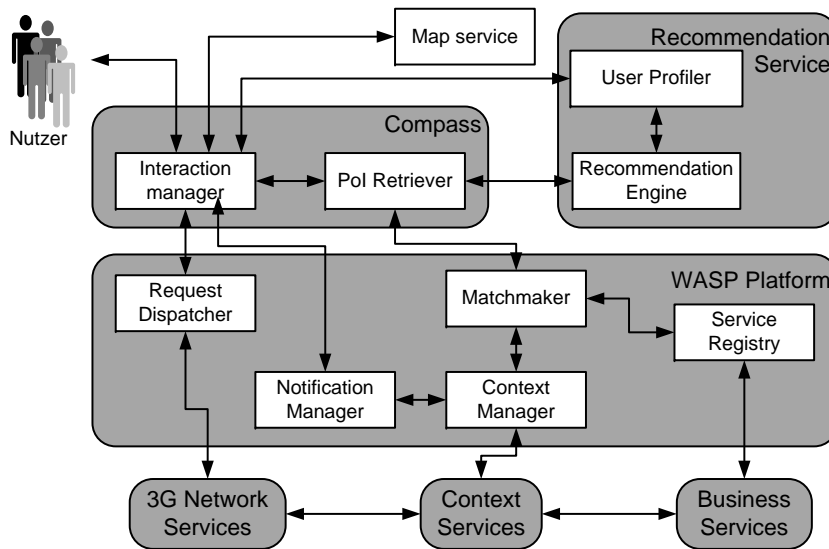 Map service
Recommendation
Service
User Profiler
Nutzer
Compass
Interaction
manager
PoI Retriever
Recommendation
Engine
WASP Platform
Request
Dispatcher
Matchmaker
Service
Registry
Notification
Manager
Context
Manager
3G Network
Services
Context
Services
Business
Services